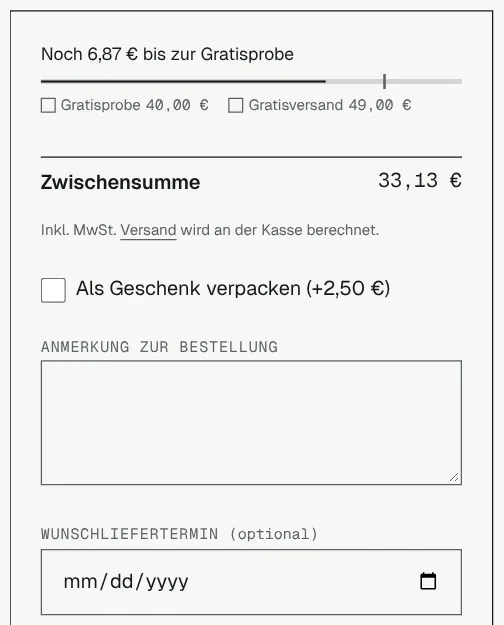 Noch 6,87 € bis zur Gratisprobe
Gratisprobe 40,00 € Gratisversand 49,00 €
Zwischensumme 33,13 €
Inkl. MwSt. Versand wird an der Kasse berechnet.
Als Geschenk verpacken (+2,50 €)
ANMERKUNG ZUR BESTELLUNG
WUNSCHLIEFERTERMIN (optional)
mm/dd/yyyy